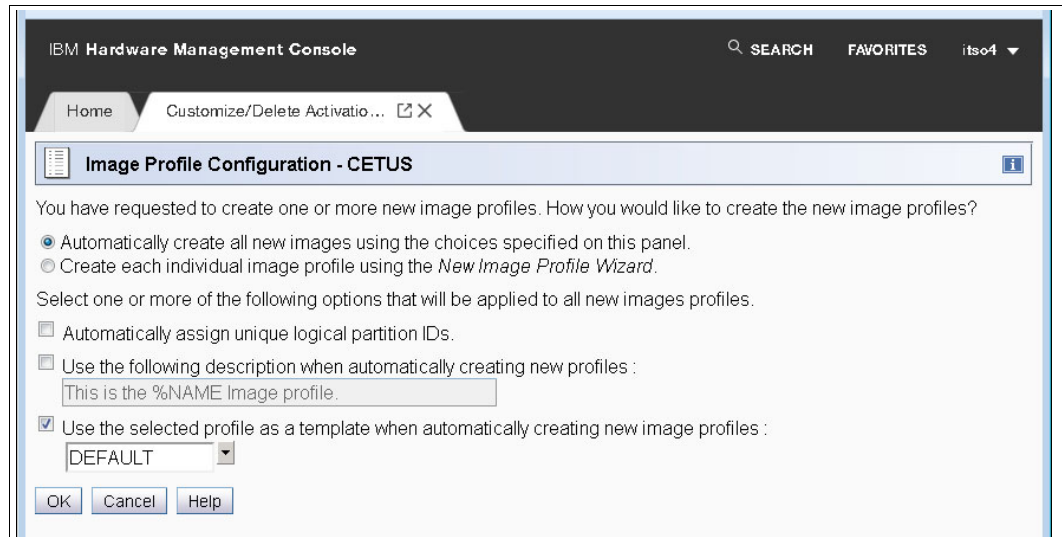 IBM Hardware Management Console
SEARCH FAVORITES itso4
Home Customize/Delete Activatio...
Image Profile Configuration - CETUS
You have requested to create one or more new image profiles. How you would like to create the new image profiles?
Automatically create all new images using the choices specified on this panel.
Create each individual image profile using the New Image Profile Wizard.
Select one or more of the following options that will be applied to all new images profiles.
Automatically assign unique logical partition IDs.
Use the following description when automatically creating new profiles :
This is the %NAME Image profile.
Use the selected profile as a template when automatically creating new image profiles :
DEFAULT
OK Cancel Help